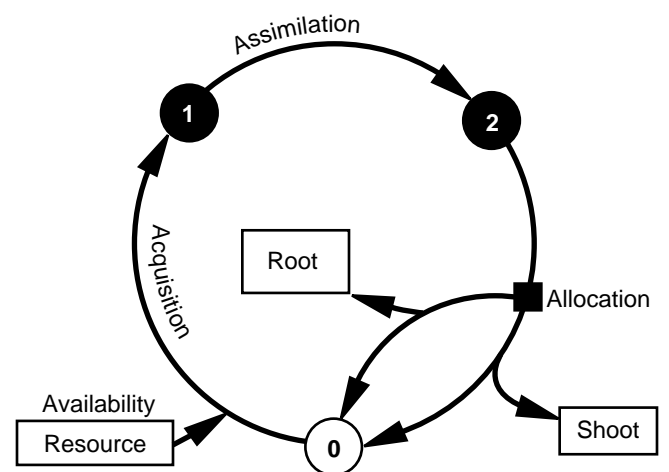 Assimilation
1
2
Acquisition
Root
Allocation
Availability
Resource
0
Shoot